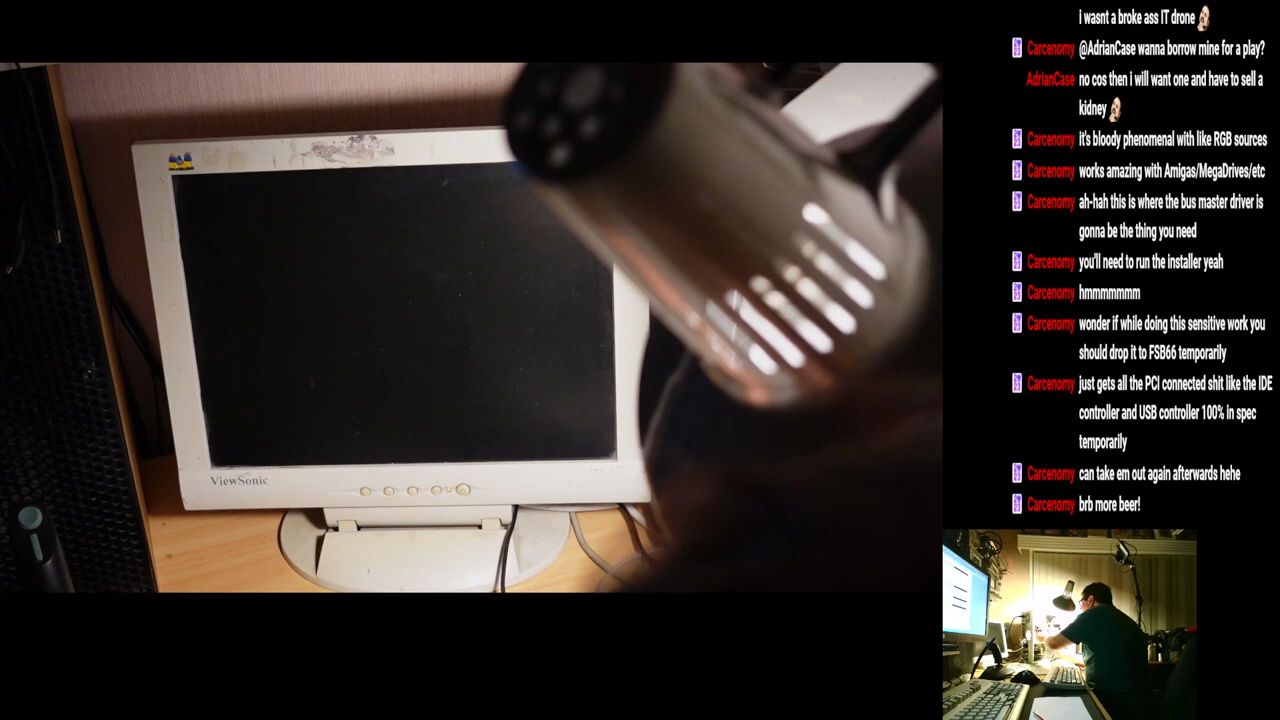 i wasnt a broke ass IT drone
Carcenomy @AdrianCase wanna borrow mine for a play?
AdrianCase no cos then i will want one and have to sell a
kidney
Carcenomy it's bloody phenomenal with like RGB sources
Carcenomy works amazing with Amigas/MegaDrives/etc
Carcenomy ah-hah this is where the bus master driver is
gonna be the thing you need
Carcenomy you'll need to run the installer yeah
Carcenomy hmmmmmmm
Carcenomy wonder if while doing this sensitive work you
should drop it to FSB66 temporarily
Carcenomy just gets all the PCI connected shit like the IDE
controller and USB controller 100% in spec
temporarily
Carcenomy can take em out again afterwards hehe
Carcenomy brb more beer!
ViewSonic